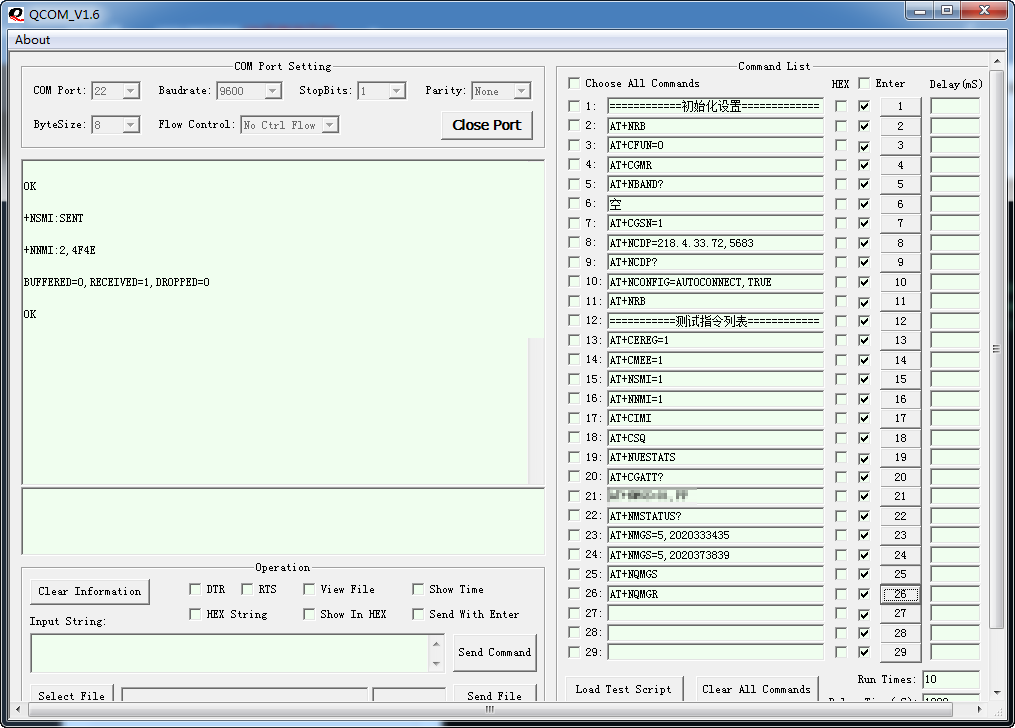 QCOM_V1.6
About
COM Port Setting
COM Port: 22 Baudrate: 9600 StopBits: 1 Parity: None
ByteSize: 8 Flow Control: No Ctrl Flow Close Port
OK
+NSMI:SENT
+NNMI:2,4F4E
BUFFERED=0,RECEIVED=1,DROPPED=0
OK
Operation
Clear Information DTR RTS View File Show Time
HEX String Show In HEX Send With Enter
Input String:
Send Command
Select File Send File
Command List
Choose All Commands HEX Enter Delay(mS)
1: ============初始化设置============= 1
2: AT+NRB 2
3: AT+CFUN=0 3
4: AT+CGMR 4
5: AT+NBAND? 5
6: 空 6
7: AT+CGSN=1 7
8: AT+NCDP=218.4.33.72,5683 8
9: AT+NCDP? 9
10: AT+NCONFIG=AUTOCONNECT,TRUE 10
11: AT+NRB 11
12: ===========测试指令列表============ 12
13: AT+CEREG=1 13
14: AT+CMEE=1 14
15: AT+NSMI=1 15
16: AT+NNMI=1 16
17: AT+CIMI 17
18: AT+CSQ 18
19: AT+NUESTATS 19
20: AT+CGATT? 20
21: 21
22: AT+NMSTATUS? 22
23: AT+NMGS=5,2020333435 23
24: AT+NMGS=5,2020373839 24
25: AT+NQMGS 25
26: AT+NQMGR 26
27: 27
28: 28
29: 29
Run Times: 10
Load Test Script Clear All Commands